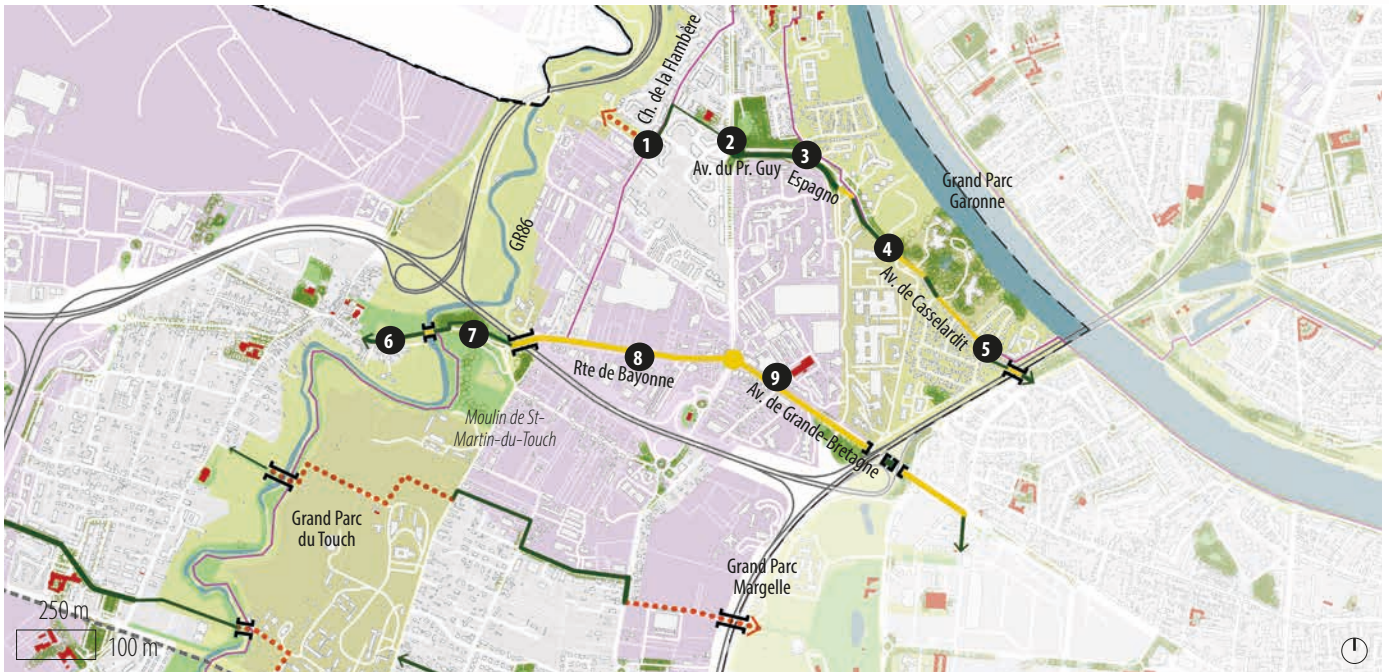 Ch. de la Flambère
1
2
3
Av. du Pr. Guy
Espagno
Grand Parc
Garonne
GR86
4
Av. de Casselardit
5
6
7
8
Rte de Bayonne
9
Av. de Grande-Bretagne
Moulin de St-
Martin-du-Touch
Grand Parc
du Touch
Grand Parc
Margelle
250 m
100 m